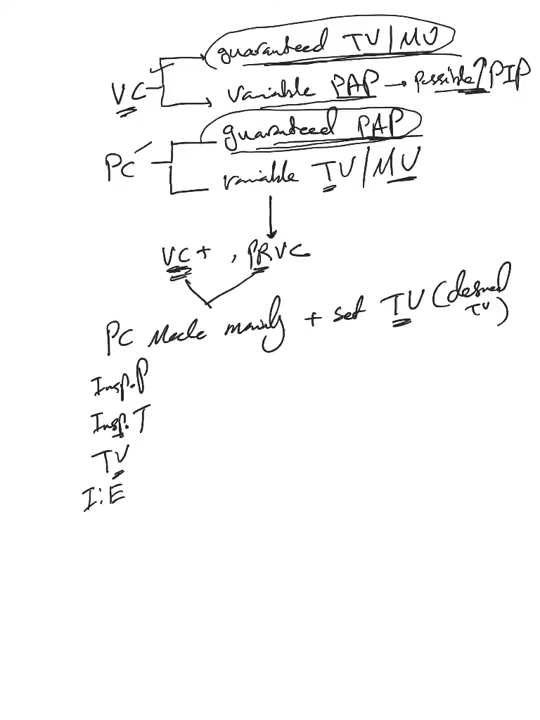 guaranteed TV/MV
VC
variable PAP → possible ↑ PIP
guaranteed PAP
PC
variable TV/MV
VC+, PRVC
PC Mode mainly + set TV (desired
TV)
Insp.P
Insp.T
TV
I:E